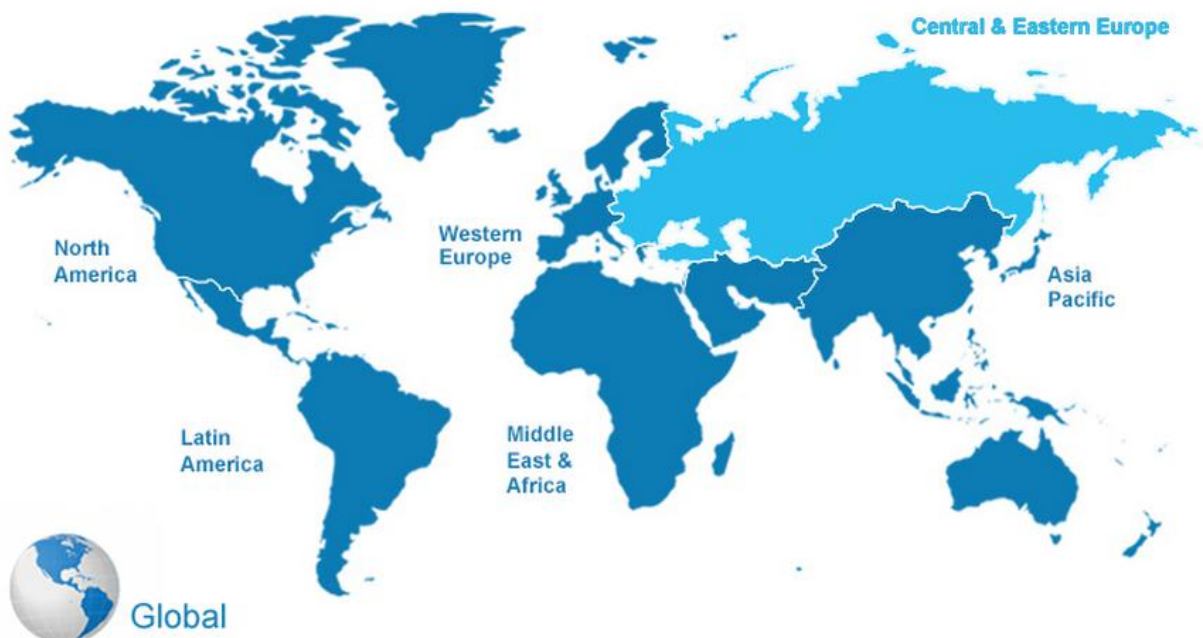 Central & Eastern Europe
North
America
Western
Europe
Asia
Pacific
Latin
America
Middle
East &
Africa
Global